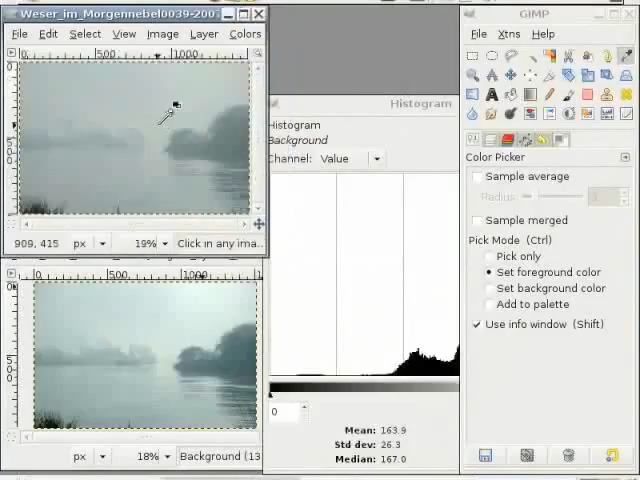 Weser_im_Morgennebel0039-200
File Edit Select View Image Layer Colors
0 500 1000
909, 415 px 19% Click in any ima..
0 500 1000
px 18% Background (13
Histogram
Histogram
Background
Channel: Value
0
Mean: 163.9
Std dev: 26.3
Median: 167.0
GIMP
File Xtns Help
Color Picker
Sample average
Radius:
Sample merged
Pick Mode (Ctrl)
Pick only
Set foreground color
Set background color
Add to palette
Use info window (Shift)